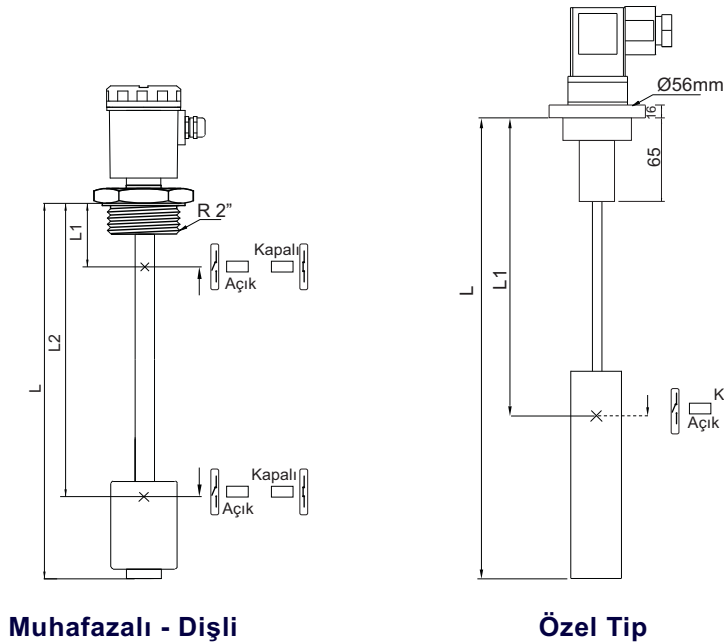 R 2"
L1
L2
L
Kapalı
Açık
Kapalı
Açık
Muhafazalı - Dişli
Ø56mm
16
65
L
L1
K
Açık
Özel Tip